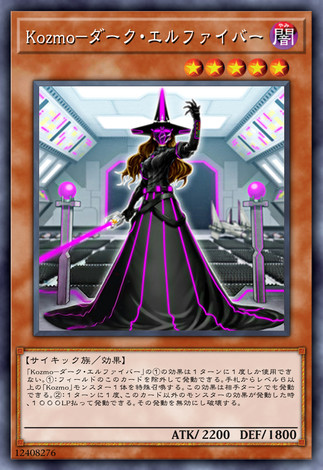 Kozmo－ダーク・エルファイバー
やみ
闇
【サイキック族／効果】
「Kozmo－ダーク・エルファイバー」の①の効果は１ターンに１度しか使用でき
ない。①：フィールドのこのカードを除外して発動できる。手札からレベル６以
上の「Kozmo」モンスター１体を特殊召喚する。この効果は相手ターンでも発動
できる。②：１ターンに１度、このカード以外のモンスターの効果が発動した時、
１０００LP払って発動できる。その発動を無効にし破壊する。
ATK/ 2200 DEF/1800
12408276